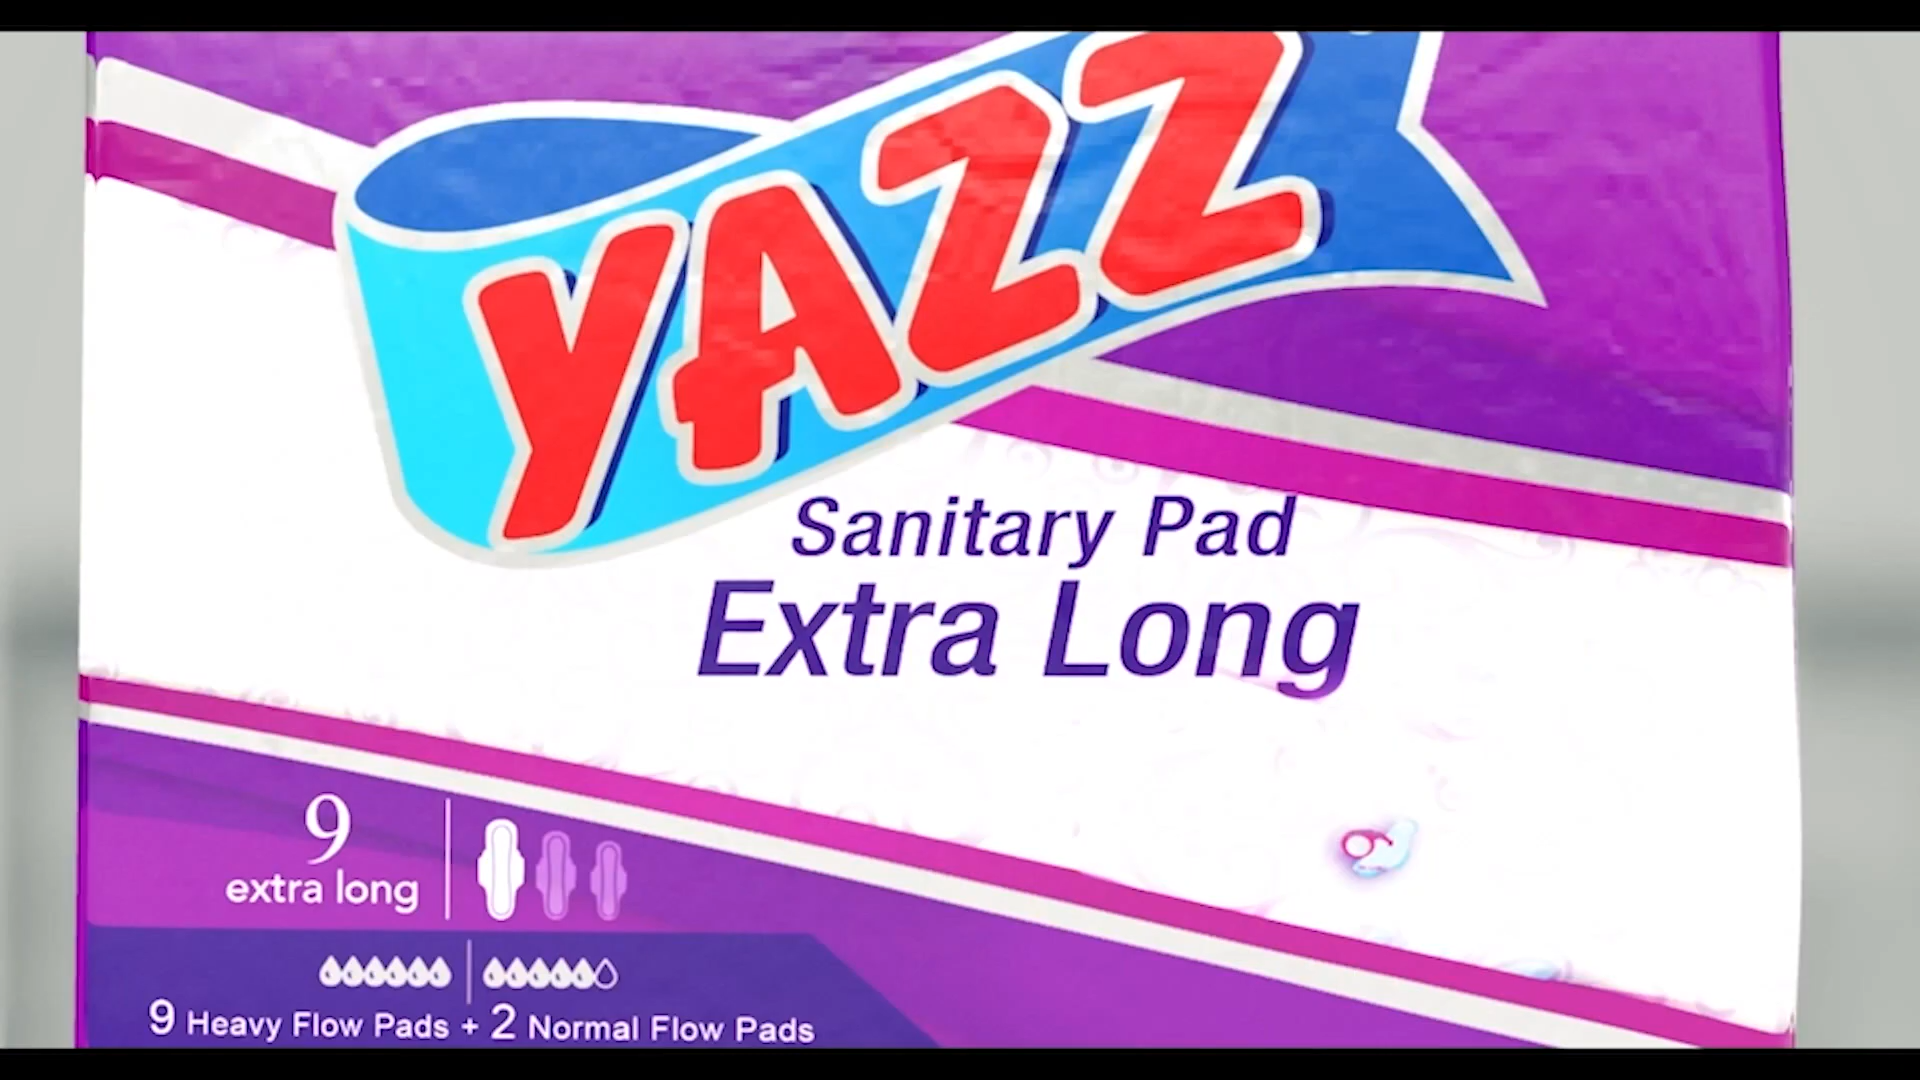 YAZZ
Sanitary Pad
Extra Long
9
extra long
9 Heavy Flow Pads + 2 Normal Flow Pads